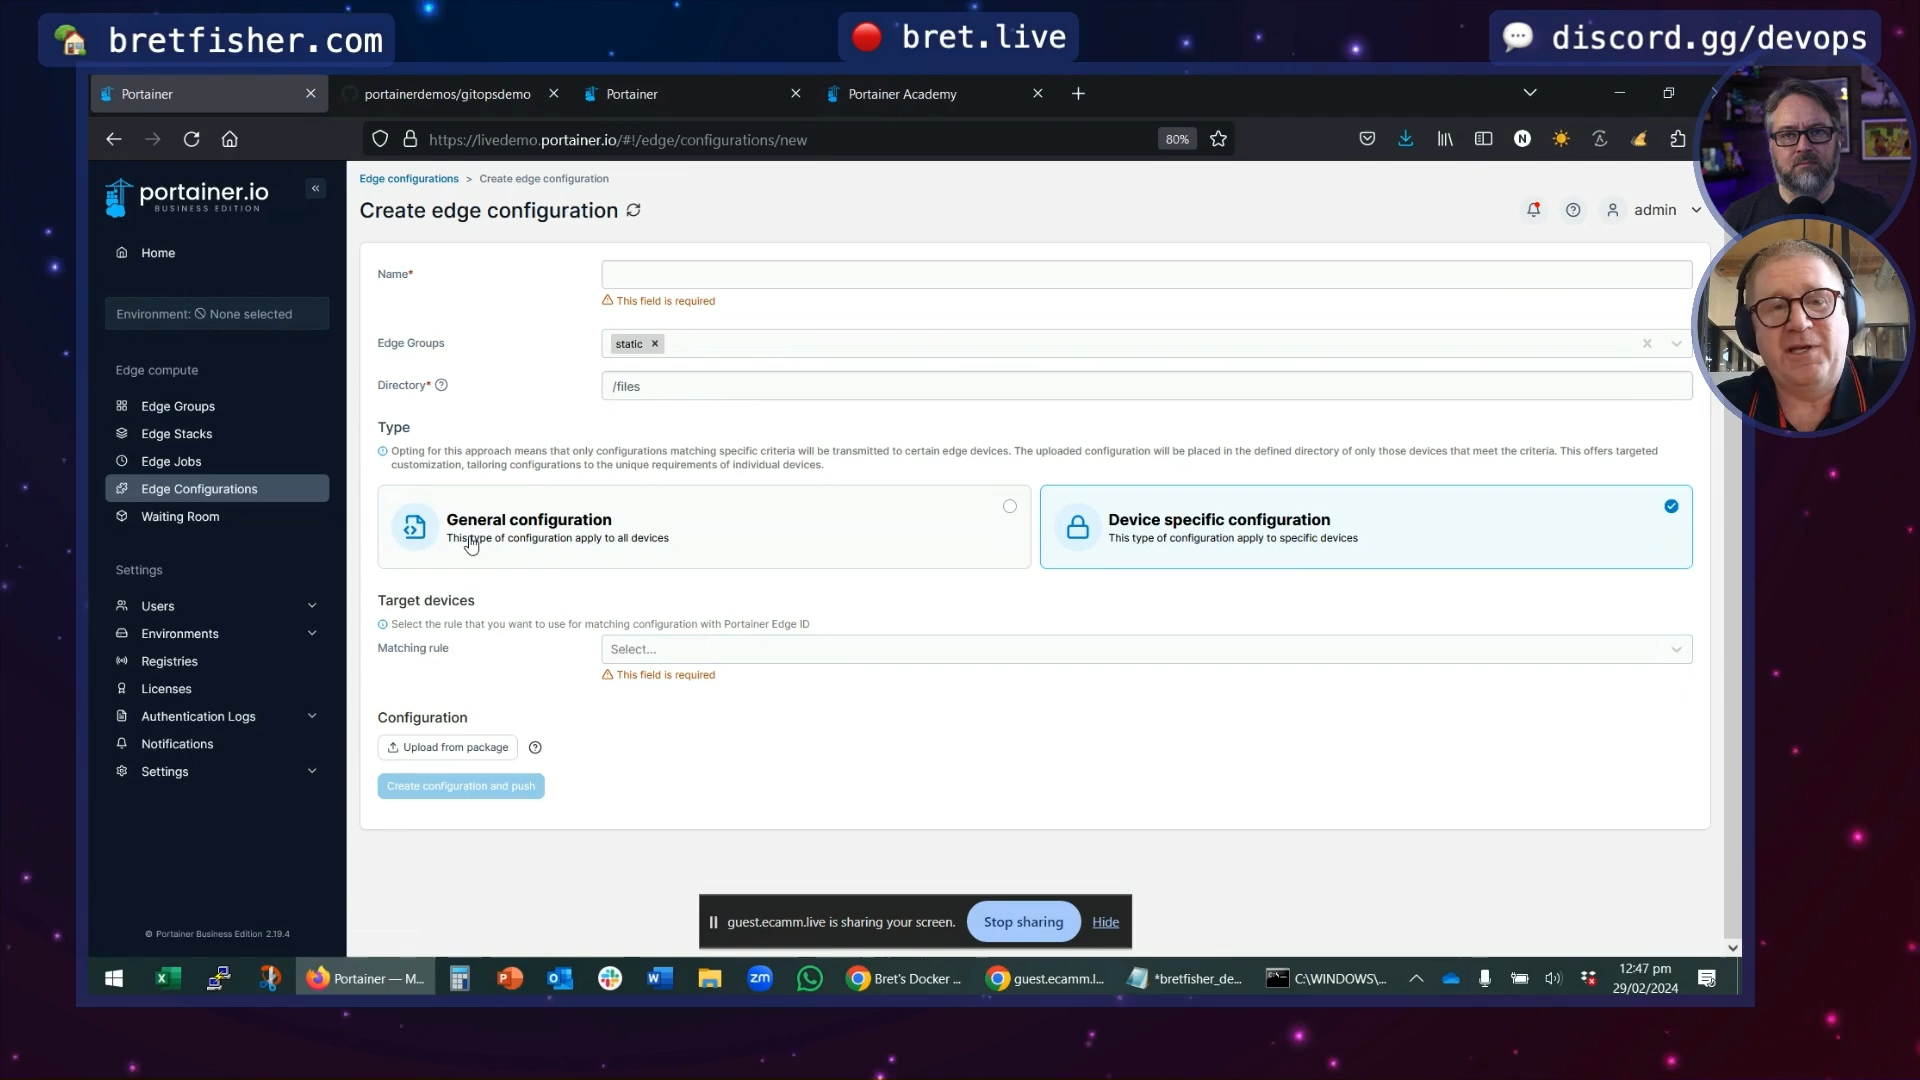 bretfisher.com
bret.live
discord.gg/devops
Portainer
portainerdemos/gitopsdemo
Portainer
Portainer Academy
https://livedemo.portainer.io/#!/edge/configurations/new
80%
portainer.io
BUSINESS EDITION
Home
Environment: None selected
Edge compute
Edge Groups
Edge Stacks
Edge Jobs
Edge Configurations
Waiting Room
Settings
Users
Environments
Registries
Licenses
Authentication Logs
Notifications
Settings
© Portainer Business Edition 2.19.4
Edge configurations > Create edge configuration
Create edge configuration
admin
Name*
This field is required
Edge Groups
static
Directory*
/files
Type
Opting for this approach means that only configurations matching specific criteria will be transmitted to certain edge devices. The uploaded configuration will be placed in the defined directory of only those devices that meet the criteria. This offers targeted
customization, tailoring configurations to the unique requirements of individual devices.
General configuration
This type of configuration apply to all devices
Device specific configuration
This type of configuration apply to specific devices
Target devices
Select the rule that you want to use for matching configuration with Portainer Edge ID
Matching rule
Select...
This field is required
Configuration
Upload from package
Create configuration and push
guest.ecamm.live is sharing your screen.
Stop sharing
Hide
Portainer — M...
zm
Bret's Docker ...
guest.ecamm.l...
*bretfisher_de...
C:\WINDOWS\...
12:47 pm
29/02/2024